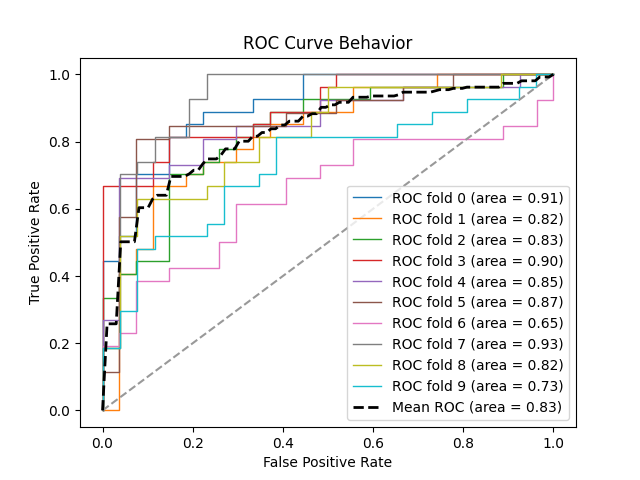 ROC Curve Behavior
True Positive Rate
1.0
0.8
0.6
0.4
0.2
0.0
ROC fold 0 (area = 0.91)
ROC fold 1 (area = 0.82)
ROC fold 2 (area = 0.83)
ROC fold 3 (area = 0.90)
ROC fold 4 (area = 0.85)
ROC fold 5 (area = 0.87)
ROC fold 6 (area = 0.65)
ROC fold 7 (area = 0.93)
ROC fold 8 (area = 0.82)
ROC fold 9 (area = 0.73)
Mean ROC (area = 0.83)
0.0 0.2 0.4 0.6 0.8 1.0
False Positive Rate